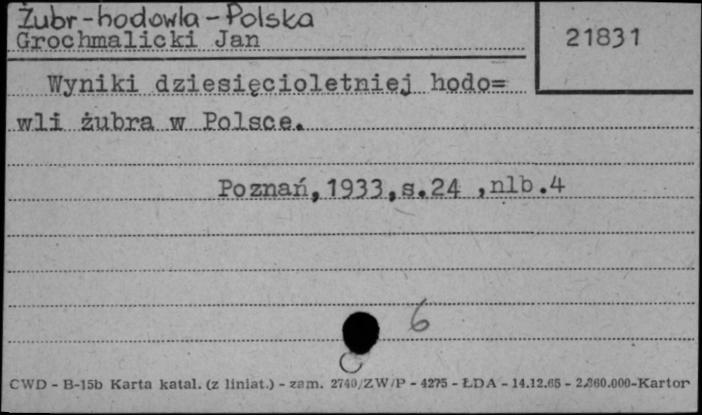 Żubr-hodowla-Polska
Grochmalicki Jan
21831
Wyniki dziesięcioletniej hodo=
wli żubra w Polsce.
Poznań,1933,s.24 ,nlb.4
6
CWD - B-15b Karta katal. (z liniat.) - zam. 2740/ZW/P - 4275 - ŁDA - 14.12.65 - 2.860.000-Kartor